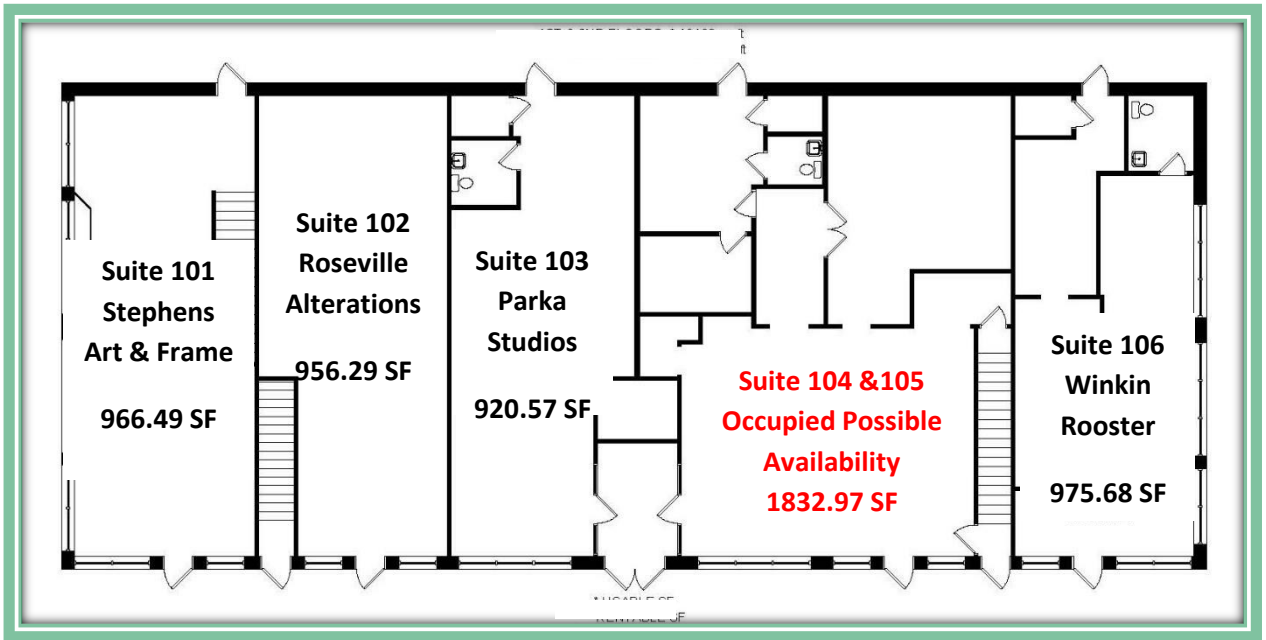 Suite 101
Stephens
Art & Frame
966.49 SF
Suite 102
Roseville
Alterations
956.29 SF
Suite 103
Parka
Studios
920.57 SF
Suite 104 &105
Occupied Possible
Availability
1832.97 SF
Suite 106
Winkin
Rooster
975.68 SF